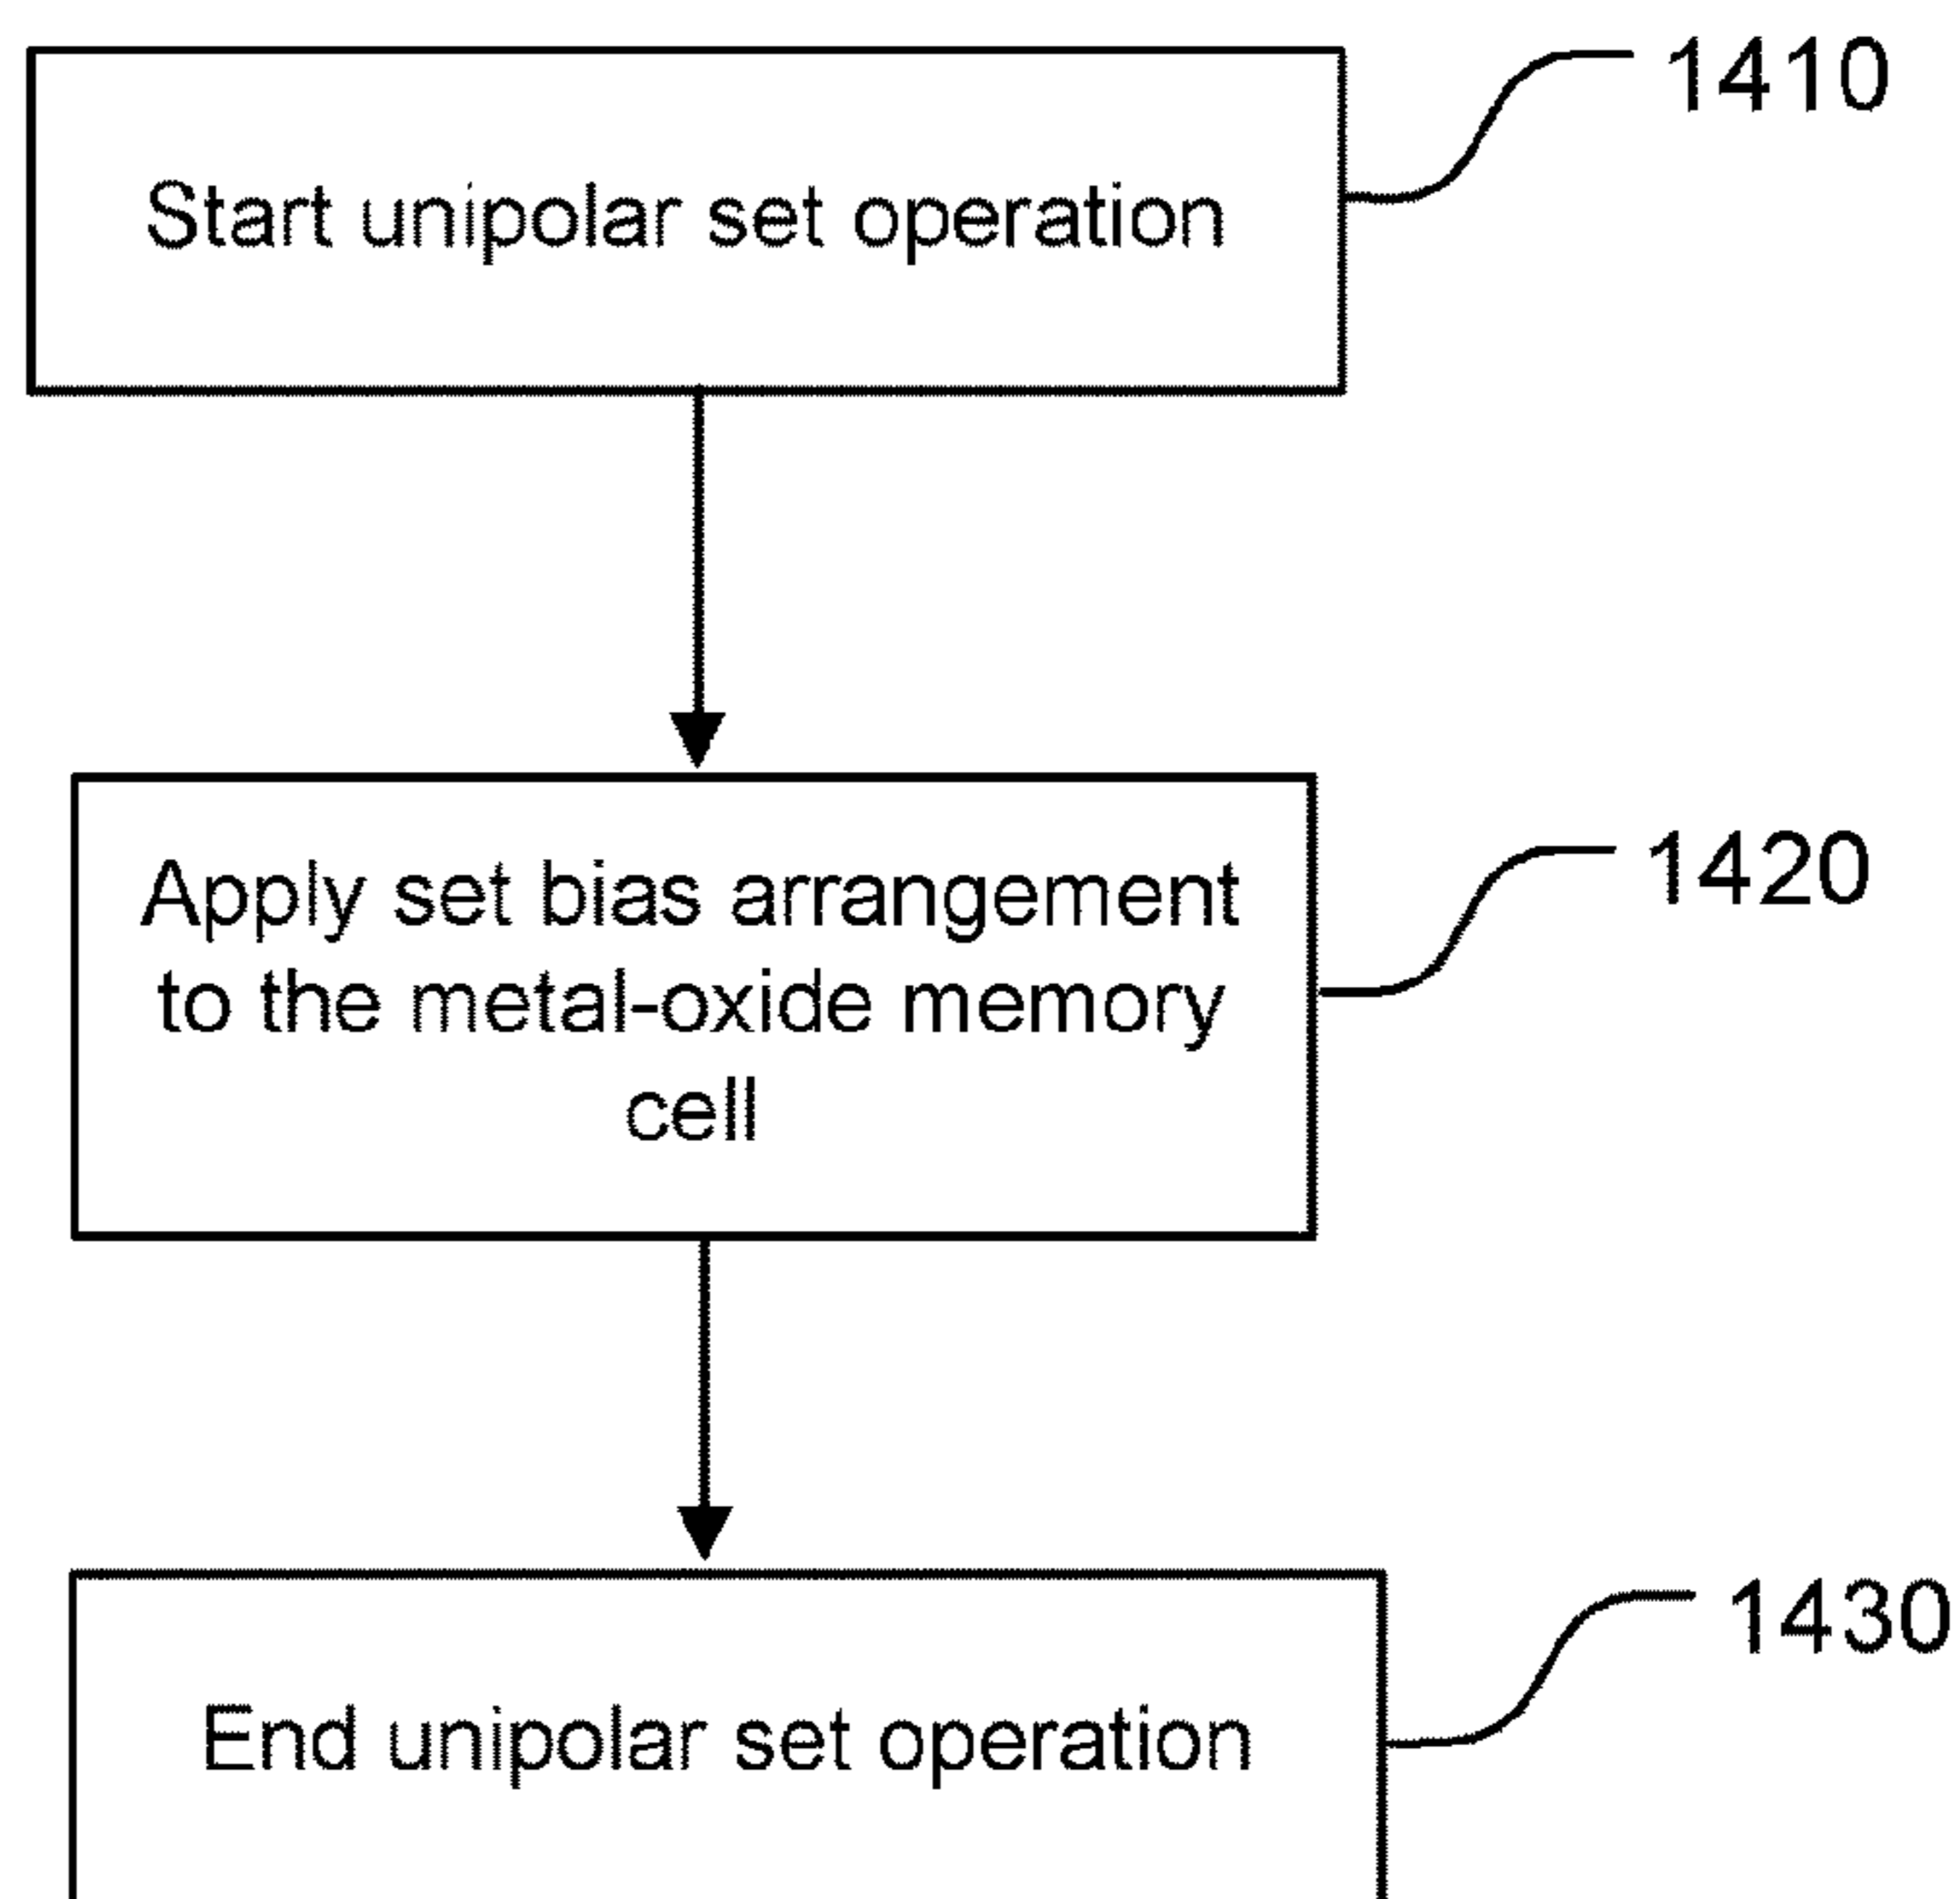 1410
Start unipolar set operation
1420
Apply set bias arrangement
to the metal-oxide memory
cell
1430
End unipolar set operation